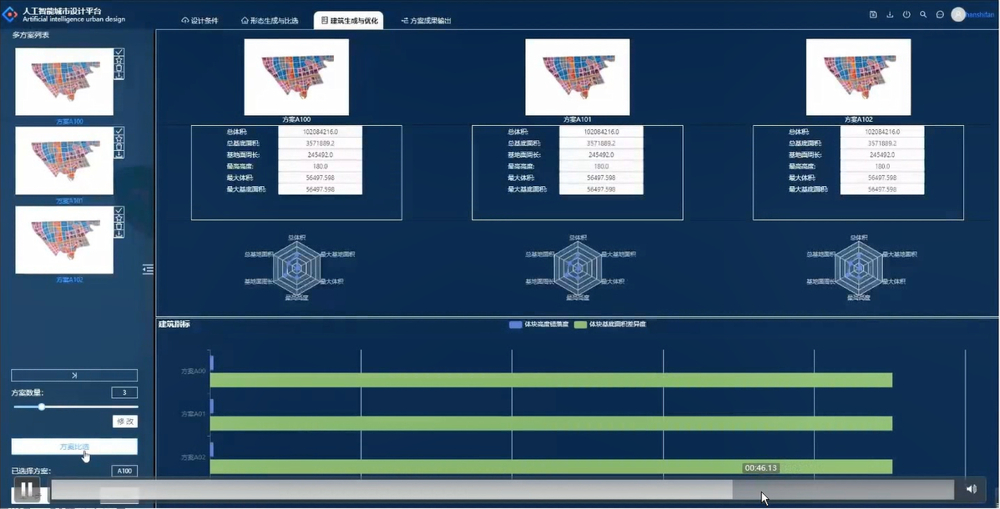 人工智能城市设计平台
Artificial intelligence urban design
设计条件
形态生成与比选
建筑生成与优化
方案成果输出
hanshifan
多方案列表
方案A100
方案A101
方案A102
方案数量: 3
修 改
方案比选
已选择方案: A100
方案A100
总体积: 102084216.0
总基底面积: 3571889.2
基地面周长: 245492.0
最高高度: 180.0
最大体积: 56497.598
最大基底面积: 56497.598
总体积
总基地面积
最大基地面积
基地面周长
最大体积
最高高度
方案A101
总体积: 102084216.0
总基底面积: 3571889.2
基地面周长: 245492.0
最高高度: 180.0
最大体积: 56497.598
最大基底面积: 56497.598
总体积
总基地面积
最大基地面积
基地面周长
最大体积
最高高度
方案A102
总体积: 102084216.0
总基底面积: 3571889.2
基地面周长: 245492.0
最高高度: 180.0
最大体积: 56497.598
最大基底面积: 56497.598
总体积
总基地面积
最大基地面积
基地面周长
最大体积
最高高度
建筑指标
体块高度错落度
体块基底面积差异度
方案A00
方案A01
方案A02
00:46.13